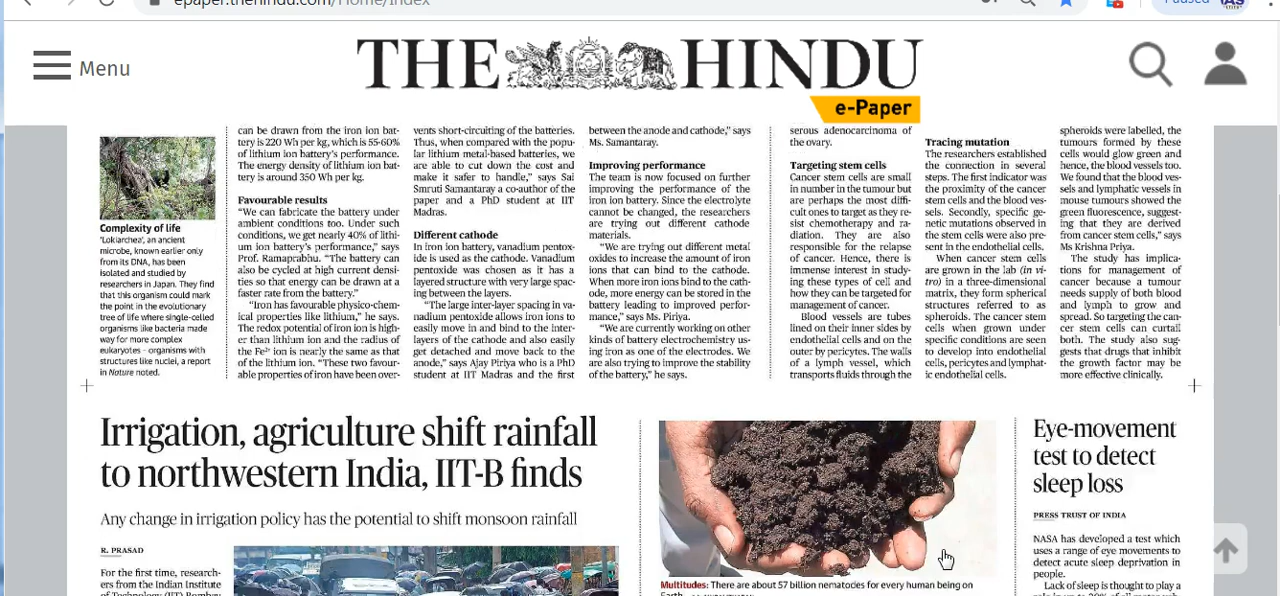 epaper.thehindu.com/Home/Index
Paused
Menu
THE HINDU
e-Paper
Complexity of life
'Lokiarchea', an ancient
microbe, known earlier only
from its DNA, has been
isolated and studied by
researchers in Japan. They find
that this organism could mark
the point in the evolutionary
tree of life where single-celled
organisms like bacteria made
way for more complex
eukaryotes – organisms with
structures like nuclei, a report
in Nature noted.
can be drawn from the iron ion bat-
tery is 220 Wh per kg, which is 55-60%
of lithium ion battery's performance.
The energy density of lithium ion bat-
tery is around 350 Wh per kg.
Favourable results
“We can fabricate the battery under
ambient conditions too. Under such
conditions, we get nearly 40% of lithi-
um ion battery's performance,” says
Prof. Ramaprabhu. “The battery can
also be cycled at high current densi-
ties so that energy can be drawn at a
faster rate from the battery.”
“Iron has favourable physico-chem-
ical properties like lithium,” he says.
The redox potential of iron ion is high-
er than lithium ion and the radius of
the Fe²⁺ ion is nearly the same as that
of the lithium ion. “These two favour-
able properties of iron have been over-
vents short-circuiting of the batteries.
Thus, when compared with the popu-
lar lithium metal-based batteries, we
are able to cut down the cost and
make it safer to handle,” says Sai
Smruti Samantaray a co-author of the
paper and a PhD student at IIT
Madras.
Different cathode
In iron ion battery, vanadium pentox-
ide is used as the cathode. Vanadium
pentoxide was chosen as it has a
layered structure with very large spac-
ing between the layers.
“The large inter-layer spacing in va-
nadium pentoxide allows iron ions to
easily move in and bind to the inter-
layers of the cathode and also easily
get detached and move back to the
anode,” says Ajay Piriya who is a PhD
student at IIT Madras and the first
between the anode and cathode,” says
Ms. Samantaray.
Improving performance
The team is now focused on further
improving the performance of the
iron ion battery. Since the electrolyte
cannot be changed, the researchers
are trying out different cathode
materials.
“We are trying out different metal
oxides to increase the amount of iron
ions that can bind to the cathode.
When more iron ions bind to the cath-
ode, more energy can be stored in the
battery leading to improved perfor-
mance,” says Ms. Piriya.
“We are currently working on other
kinds of battery electrochemistry us-
ing iron as one of the electrodes. We
are also trying to improve the stability
of the battery,” he says.
serous adenocarcinoma of
the ovary.
Targeting stem cells
Cancer stem cells are small
in number in the tumour but
are perhaps the most diffi-
cult ones to target as they re-
sist chemotherapy and ra-
diation. They are also
responsible for the relapse
of cancer. Hence, there is
immense interest in study-
ing these types of cell and
how they can be targeted for
management of cancer.
Blood vessels are tubes
lined on their inner sides by
endothelial cells and on the
outer by pericytes. The walls
of a lymph vessel, which
transports fluids through the
Tracing mutation
The researchers established
the connection in several
steps. The first indicator was
the proximity of the cancer
stem cells and the blood ves-
sels. Secondly, specific ge-
netic mutations observed in
the stem cells were also pre-
sent in the endothelial cells.
When cancer stem cells
are grown in the lab (in vi-
tro) in a three-dimensional
matrix, they form spherical
structures referred to as
spheroids. The cancer stem
cells when grown under
specific conditions are seen
to develop into endothelial
cells, pericytes and lymphat-
ic endothelial cells.
spheroids were labelled, the
tumours formed by these
cells would glow green and
hence, the blood vessels too.
We found that the blood ves-
sels and lymphatic vessels in
mouse tumours showed the
green fluorescence, suggest-
ing that they are derived
from cancer stem cells,” says
Ms Krishna Priya.
The study has implica-
tions for management of
cancer because a tumour
needs supply of both blood
and lymph to grow and
spread. So targeting the can-
cer stem cells can curtail
both. The study also sug-
gests that drugs that inhibit
the growth factor may be
more effective clinically.
Irrigation, agriculture shift rainfall
to northwestern India, IIT-B finds
Any change in irrigation policy has the potential to shift monsoon rainfall
R. PRASAD
For the first time, research-
ers from the Indian Institute
of Technology (IIT) Bombay
Multitudes: There are about 57 billion nematodes for every human being on
Earth.
Eye-movement
test to detect
sleep loss
PRESS TRUST OF INDIA
NASA has developed a test which
uses a range of eye movements to
detect acute sleep deprivation in
people.
Lack of sleep is thought to play a